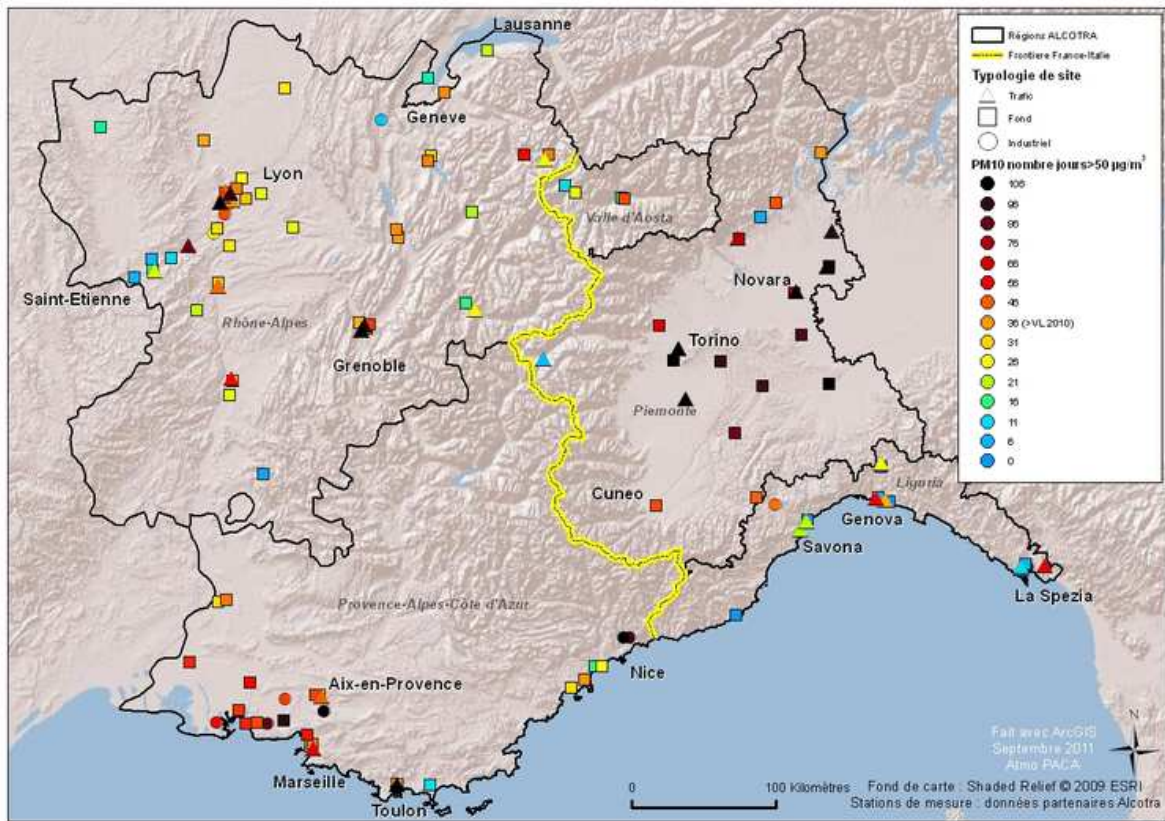 Lausanne
Geneve
Lyon
Valle d'Aosta
Saint-Etienne
Rhône-Alpes
Grenoble
Novara
Torino
Piemonte
Cuneo
Liguria
Genova
Savona
La Spezia
Provence-Alpes-Côte d'Azur
Nice
Aix-en-Provence
Marseille
Toulon
Régions ALCOTRA
Frontiere France-Italie
Typologie de site
Trafic
Fond
Industriel
PM10 nombre jours>50 µg/m³
106
96
86
76
66
56
46
36 (>VL 2010)
31
26
21
16
11
6
0
N
Fait avec ArcGIS
Septembre 2011
Atmo PACA
0 100 Kilomètres
Fond de carte : Shaded Relief © 2009 ESRI
Stations de mesure : données partenaires Alcotra